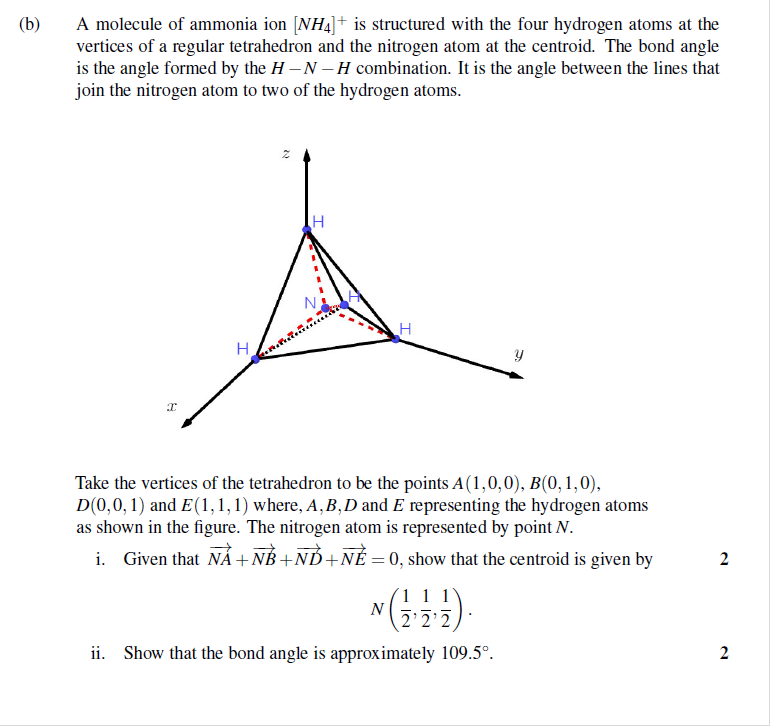 (b) A molecule of ammonia ion [NH₄]⁺ is structured with the four hydrogen atoms at the
vertices of a regular tetrahedron and the nitrogen atom at the centroid. The bond angle
is the angle formed by the H – N – H combination. It is the angle between the lines that
join the nitrogen atom to two of the hydrogen atoms.
z
H
N
H
H
H
y
x
Take the vertices of the tetrahedron to be the points A(1,0,0), B(0,1,0),
D(0,0,1) and E(1,1,1) where, A,B,D and E representing the hydrogen atoms
as shown in the figure. The nitrogen atom is represented by point N.
i. Given that \overrightarrow{NA} + \overrightarrow{NB} + \overrightarrow{ND} + \overrightarrow{NE} = 0, show that the centroid is given by 2
N(1/2, 1/2, 1/2).
ii. Show that the bond angle is approximately 109.5°. 2